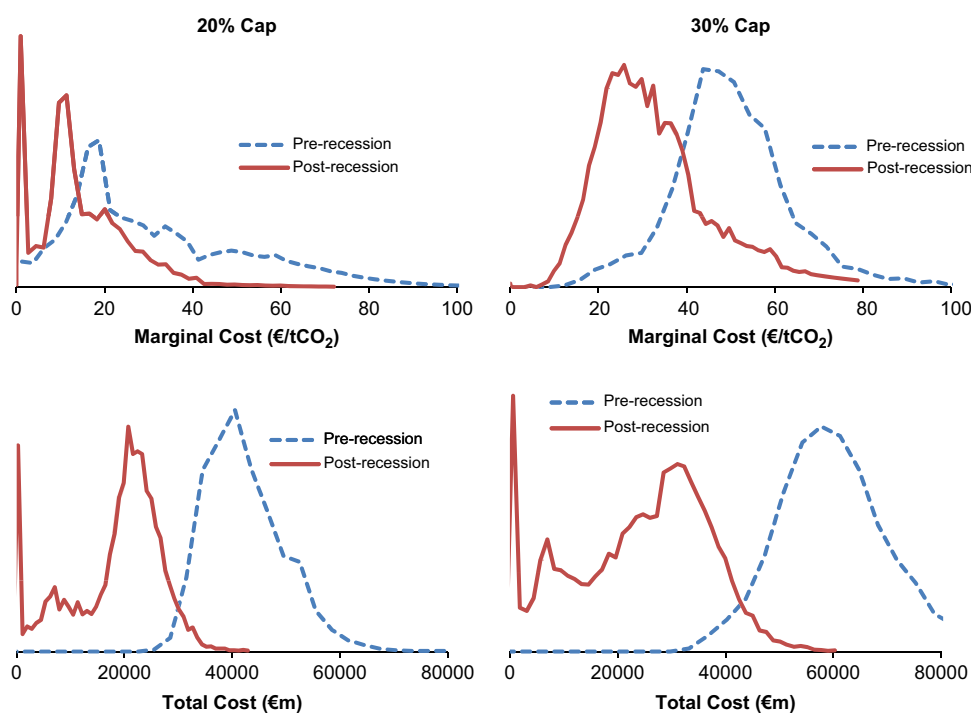 20% Cap
30% Cap
Pre-recession
Post-recession
Pre-recession
Post-recession
0 20 40 60 80 100
0 20 40 60 80 100
Marginal Cost (€/tCO₂)
Marginal Cost (€/tCO₂)
Pre-recession
Post-recession
Pre-recession
Post-recession
0 20000 40000 60000 80000
0 20000 40000 60000 80000
Total Cost (€m)
Total Cost (€m)